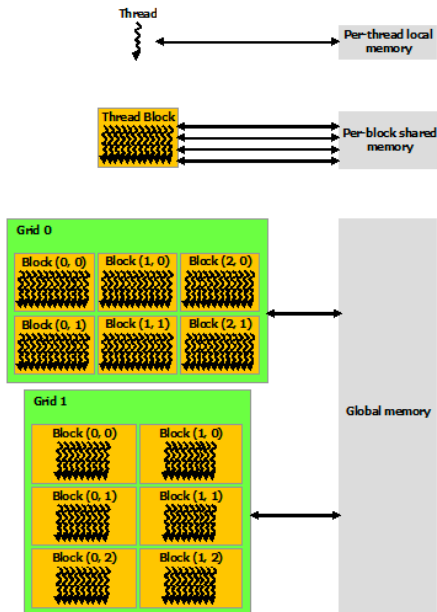 Thread
Per-thread local
memory
Thread Block
Per-block shared
memory
Grid 0
Block (0, 0) Block (1, 0) Block (2, 0)
Block (0, 1) Block (1, 1) Block (2, 1)
Grid 1
Block (0, 0) Block (1, 0)
Global memory
Block (0, 1) Block (1, 1)
Block (0, 2) Block (1, 2)